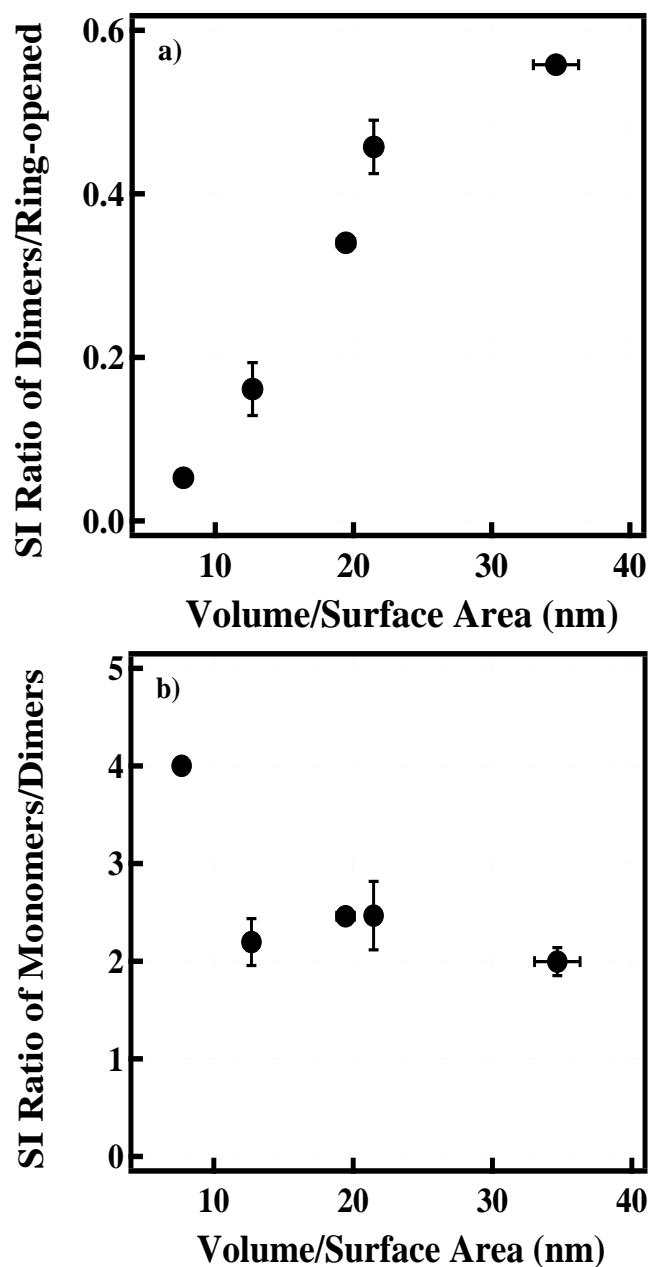 a)
SI Ratio of Dimers/Ring-opened
0.6
0.4
0.2
0.0
10 20 30 40
Volume/Surface Area (nm)
b)
SI Ratio of Monomers/Dimers
5
4
3
2
1
0
10 20 30 40
Volume/Surface Area (nm)